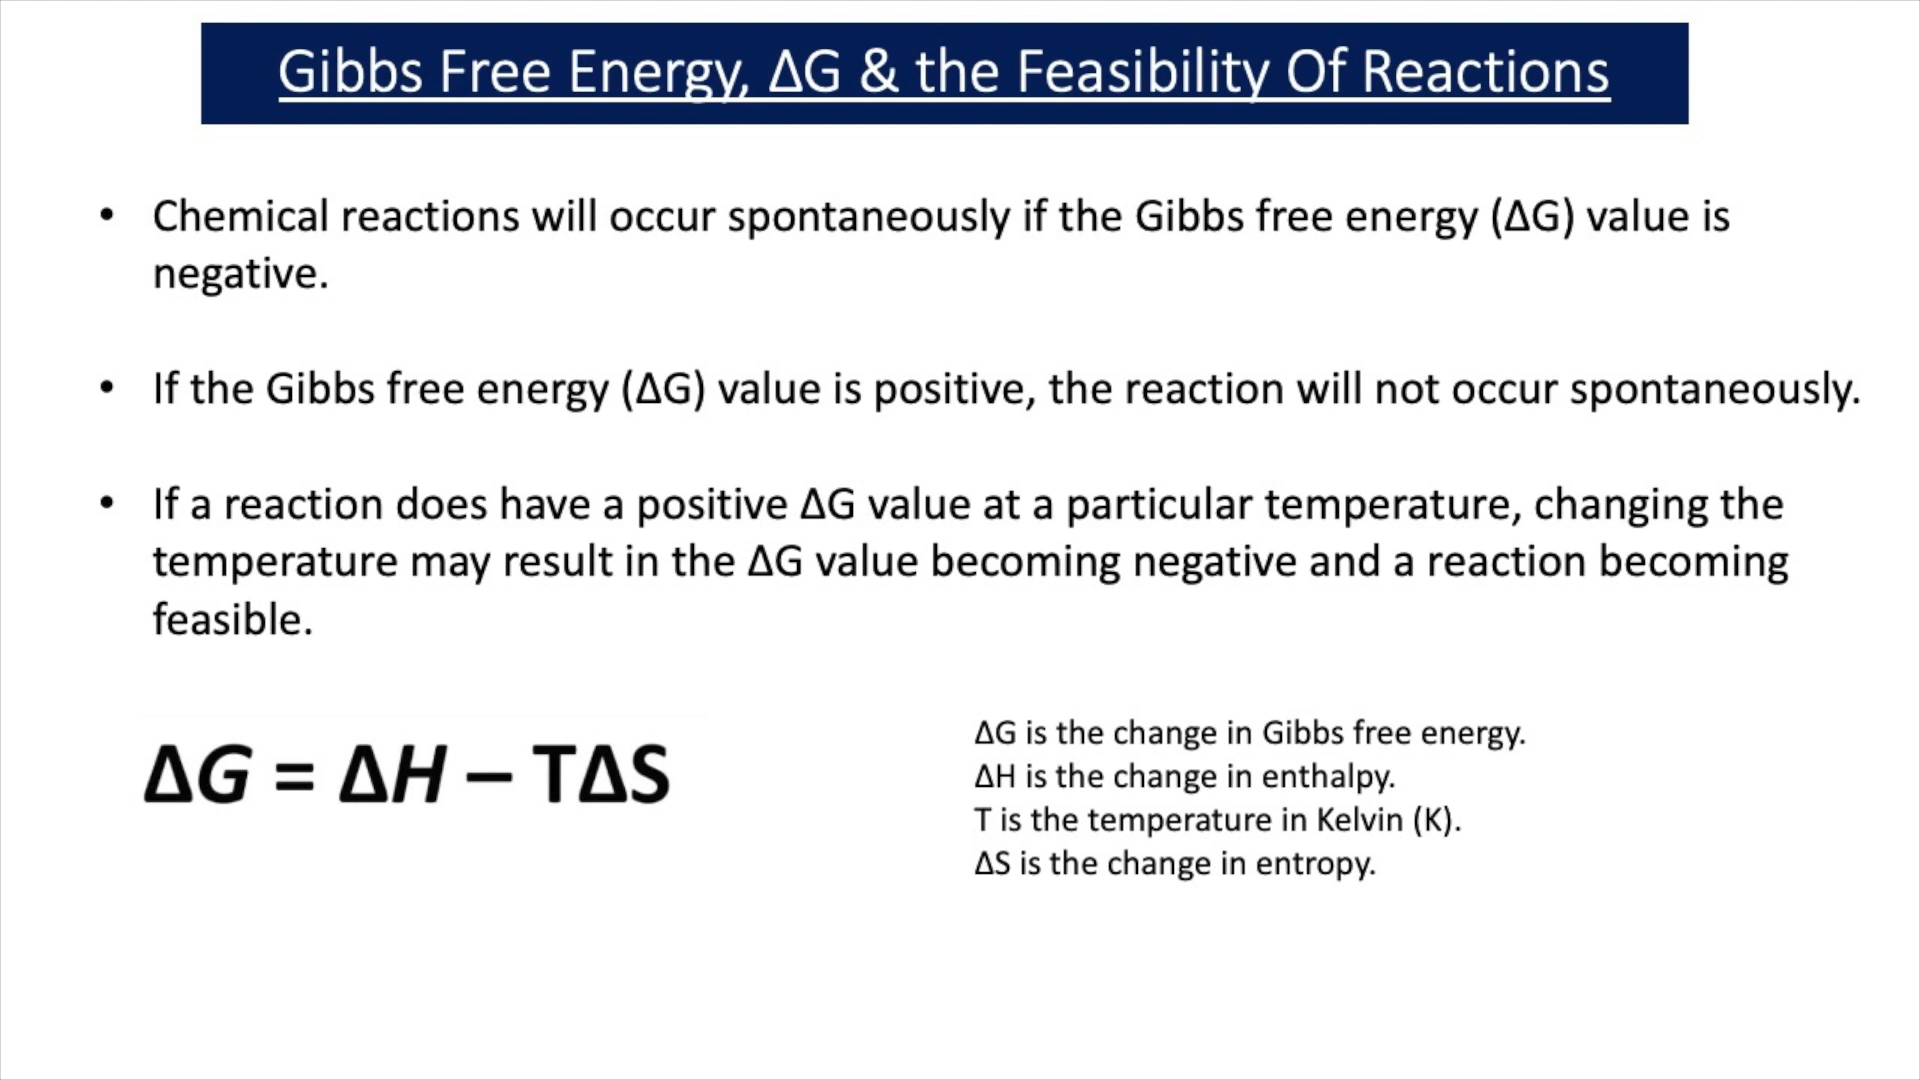 Gibbs Free Energy, ΔG & the Feasibility Of Reactions
• Chemical reactions will occur spontaneously if the Gibbs free energy (ΔG) value is
negative.
• If the Gibbs free energy (ΔG) value is positive, the reaction will not occur spontaneously.
• If a reaction does have a positive ΔG value at a particular temperature, changing the
temperature may result in the ΔG value becoming negative and a reaction becoming
feasible.
ΔG = ΔH – TΔS
ΔG is the change in Gibbs free energy.
ΔH is the change in enthalpy.
T is the temperature in Kelvin (K).
ΔS is the change in entropy.